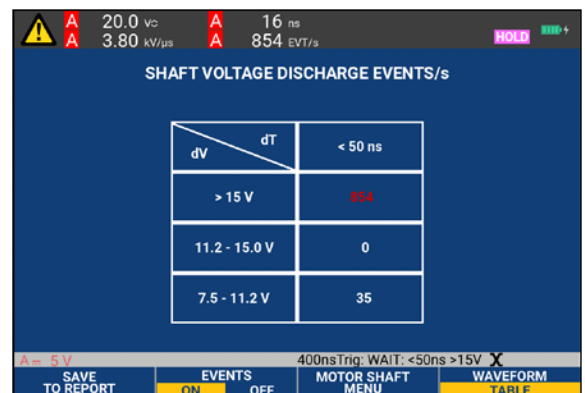 A 20.0 VC A 16 ns
A 3.80 kV/µs A 854 EVT/s HOLD
SHAFT VOLTAGE DISCHARGE EVENTS/s
dV dT < 50 ns
> 15 V 854
11.2 - 15.0 V 0
7.5 - 11.2 V 35
A 5 V 400nsTrig: WAIT: <50ns >15V X
SAVE TO REPORT
EVENTS ON OFF
MOTOR SHAFT MENU
WAVEFORM TABLE